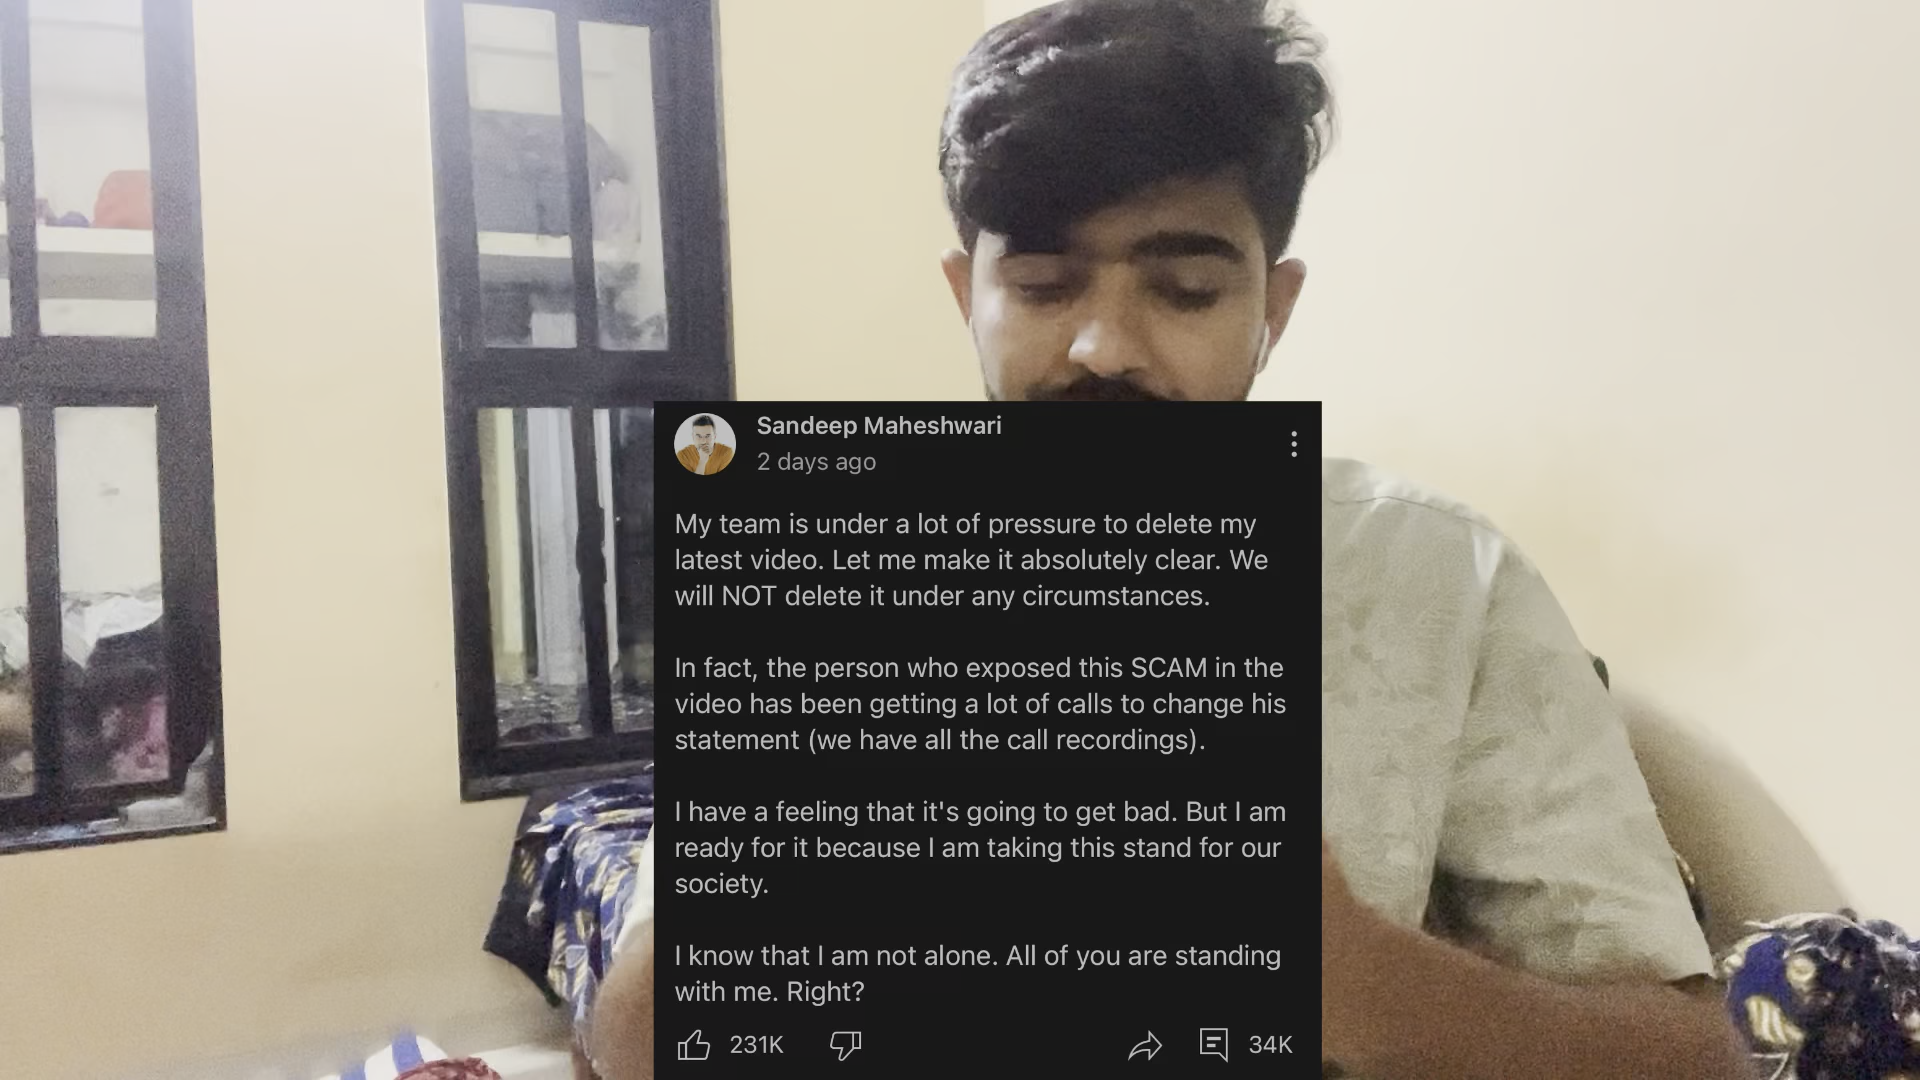 Sandeep Maheshwari
2 days ago
My team is under a lot of pressure to delete my
latest video. Let me make it absolutely clear. We
will NOT delete it under any circumstances.
In fact, the person who exposed this SCAM in the
video has been getting a lot of calls to change his
statement (we have all the call recordings).
I have a feeling that it's going to get bad. But I am
ready for it because I am taking this stand for our
society.
I know that I am not alone. All of you are standing
with me. Right?
231K
34K